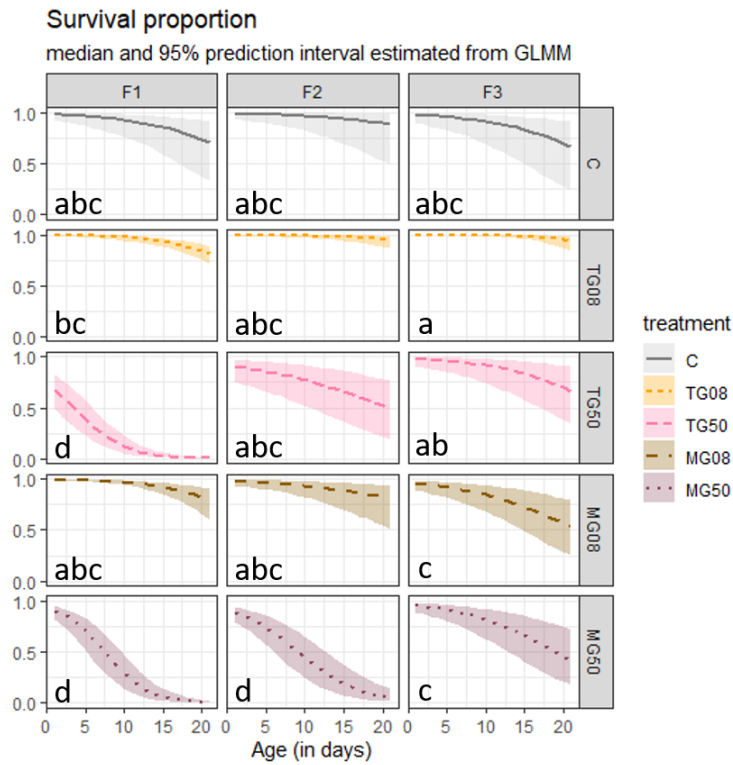 Survival proportion
median and 95% prediction interval estimated from GLMM
F1 F2 F3
1.0
0.5
0.0
abc abc abc
C
1.0
0.5
0.0
bc abc a
TG08
1.0
0.5
0.0
d abc ab
TG50
1.0
0.5
0.0
abc abc c
MG08
1.0
0.5
0.0
d d c
MG50
0 5 10 15 20 0 5 10 15 20 0 5 10 15 20
Age (in days)
treatment
C
TG08
TG50
MG08
MG50